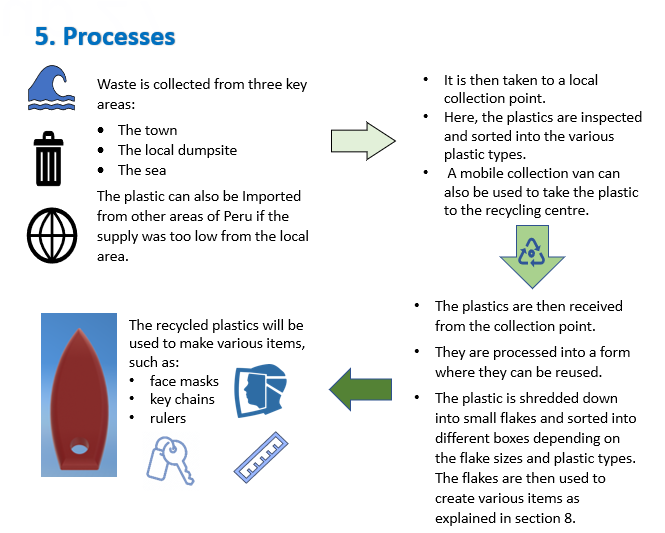 5. Processes
Waste is collected from three key
areas:
• The town
• The local dumpsite
• The sea
The plastic can also be Imported
from other areas of Peru if the
supply was too low from the local
area.
• It is then taken to a local
collection point.
• Here, the plastics are inspected
and sorted into the various
plastic types.
• A mobile collection van can
also be used to take the plastic
to the recycling centre.
• The plastics are then received
from the collection point.
• They are processed into a form
where they can be reused.
• The plastic is shredded down
into small flakes and sorted into
different boxes depending on
the flake sizes and plastic types.
The flakes are then used to
create various items as
explained in section 8.
The recycled plastics will be
used to make various items,
such as:
• face masks
• key chains
• rulers